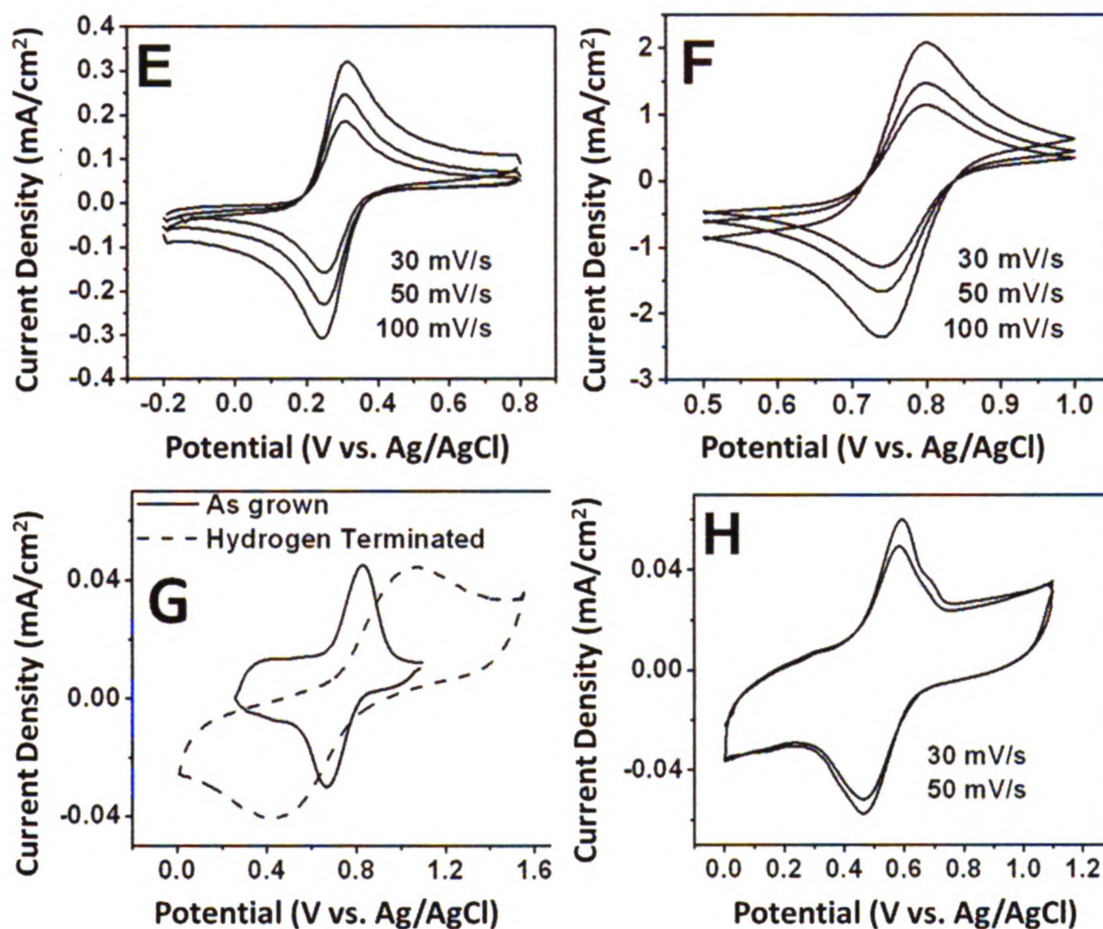 E
0.4
0.3
0.2
0.1
0.0
-0.1
-0.2
-0.3
-0.4
Current Density (mA/cm²)
30 mV/s
50 mV/s
100 mV/s
-0.2 0.0 0.2 0.4 0.6 0.8
Potential (V vs. Ag/AgCl)
F
2
1
0
-1
-2
-3
Current Density (mA/cm²)
30 mV/s
50 mV/s
100 mV/s
0.5 0.6 0.7 0.8 0.9 1.0
Potential (V vs. Ag/AgCl)
As grown
Hydrogen Terminated
G
0.04
0.00
-0.04
Current Density (mA/cm²)
0.0 0.4 0.8 1.2 1.6
Potential (V vs. Ag/AgCl)
H
0.04
0.00
-0.04
Current Density (mA/cm²)
30 mV/s
50 mV/s
0.0 0.2 0.4 0.6 0.8 1.0
Potential (V vs. Ag/AgCl)